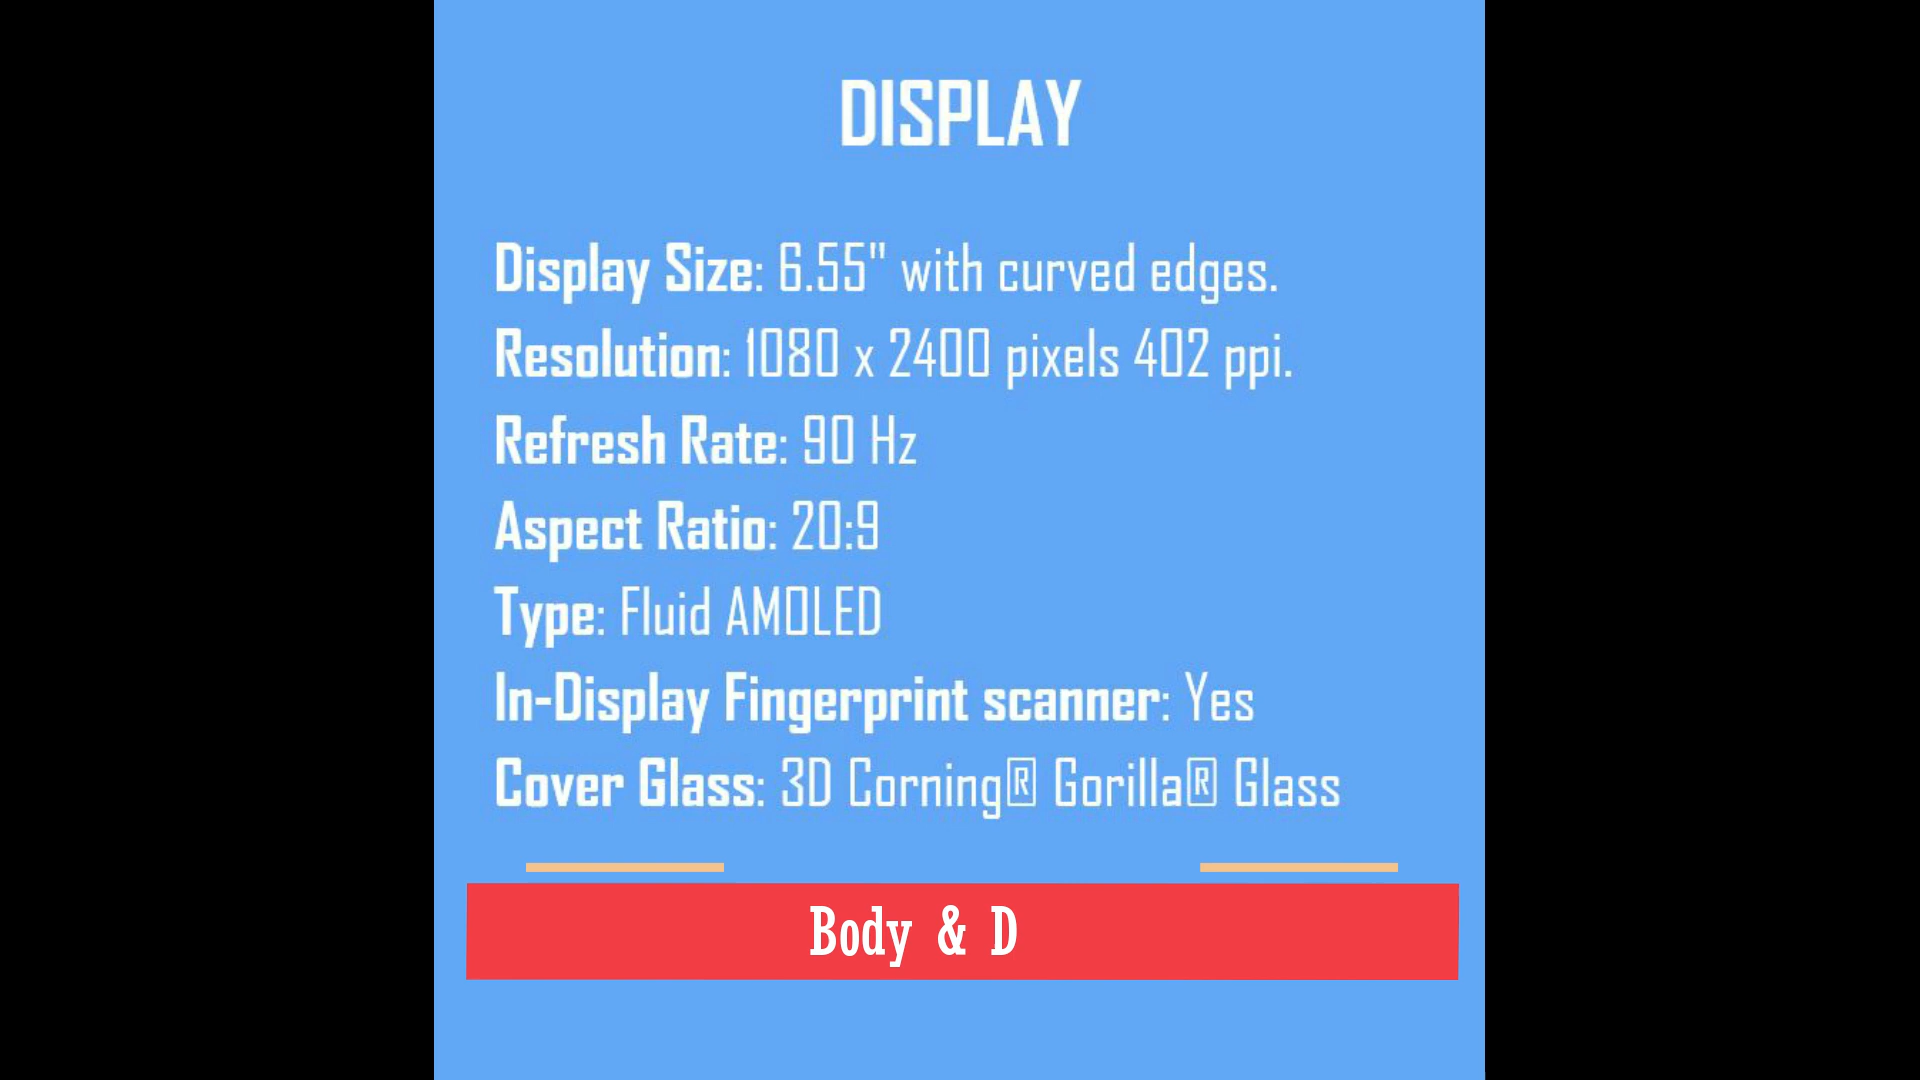 DISPLAY
Display Size: 6.55" with curved edges.
Resolution: 1080 x 2400 pixels 402 ppi.
Refresh Rate: 90 Hz
Aspect Ratio: 20:9
Type: Fluid AMOLED
In-Display Fingerprint scanner: Yes
Cover Glass: 3D Corning® Gorilla® Glass
Body & D